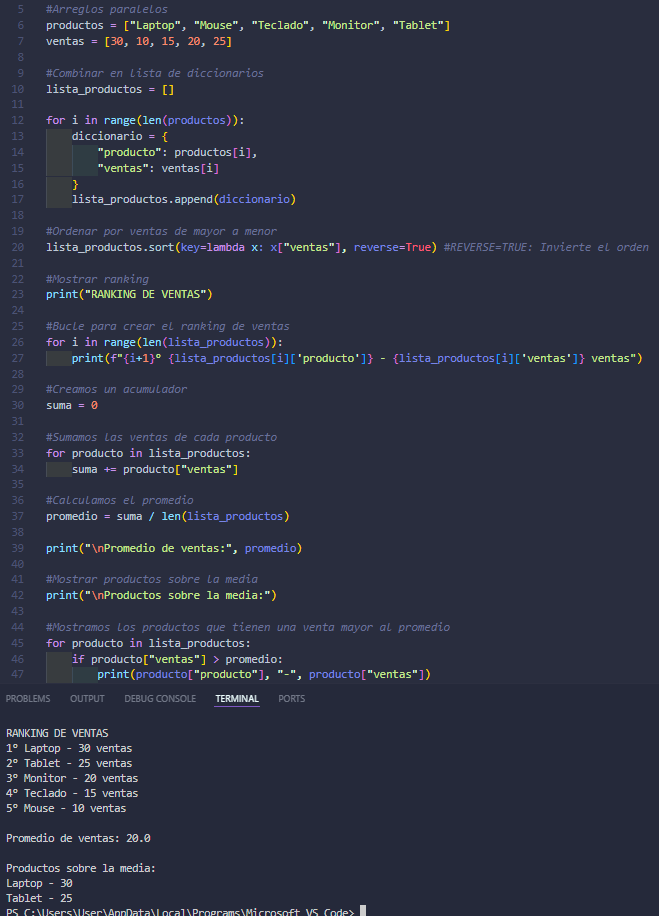 5 #Arreglos paralelos
6 productos = ["Laptop", "Mouse", "Teclado", "Monitor", "Tablet"]
7 ventas = [30, 10, 15, 20, 25]
8
9 #Combinar en lista de diccionarios
10 lista_productos = []
11
12 for i in range(len(productos)):
13     diccionario = {
14         "producto": productos[i],
15         "ventas": ventas[i]
16     }
17     lista_productos.append(diccionario)
18
19 #Ordenar por ventas de mayor a menor
20 lista_productos.sort(key=lambda x: x["ventas"], reverse=True) #REVERSE=TRUE: Invierte el orden
21
22 #Mostrar ranking
23 print("RANKING DE VENTAS")
24
25 #Bucle para crear el ranking de ventas
26 for i in range(len(lista_productos)):
27     print(f"{i+1}° {lista_productos[i]['producto']} - {lista_productos[i]['ventas']} ventas")
28
29 #Creamos un acumulador
30 suma = 0
31
32 #Sumamos las ventas de cada producto
33 for producto in lista_productos:
34     suma += producto["ventas"]
35
36 #Calculamos el promedio
37 promedio = suma / len(lista_productos)
38
39 print("\nPromedio de ventas:", promedio)
40
41 #Mostrar productos sobre la media
42 print("\nProductos sobre la media:")
43
44 #Mostramos los productos que tienen una venta mayor al promedio
45 for producto in lista_productos:
46     if producto["ventas"] > promedio:
47         print(producto["producto"], "-", producto["ventas"])
PROBLEMS OUTPUT DEBUG CONSOLE TERMINAL PORTS
RANKING DE VENTAS
1° Laptop - 30 ventas
2° Tablet - 25 ventas
3° Monitor - 20 ventas
4° Teclado - 15 ventas
5° Mouse - 10 ventas
Promedio de ventas: 20.0
Productos sobre la media:
Laptop - 30
Tablet - 25
PS C:\Users\User\AppData\Local\Programs\Microsoft VS Code>